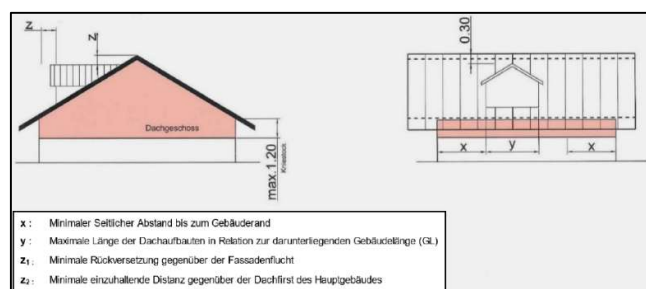 z
z
0.30
Dachgeschoss
max.1.20
Kniestock
x
y
x
x : Minimaler Seitlicher Abstand bis zum Gebäuderand
y : Maximale Länge der Dachaufbauten in Relation zur darunterliegenden Gebäudelänge (GL)
z₁ : Minimale Rückversetzung gegenüber der Fassadenflucht
z₂ : Minimale einzuhaltende Distanz gegenüber der Dachfirst des Hauptgebäudes